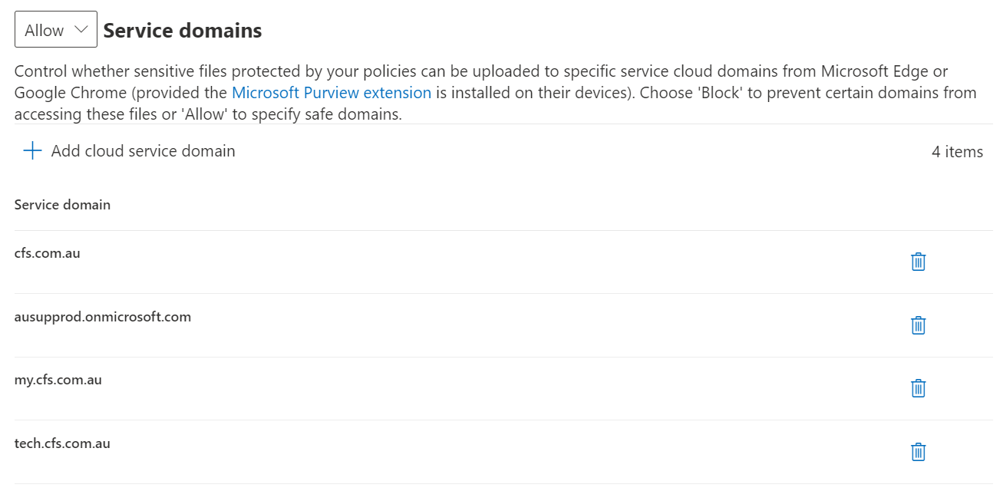 Allow Service domains
Control whether sensitive files protected by your policies can be uploaded to specific service cloud domains from Microsoft Edge or
Google Chrome (provided the Microsoft Purview extension is installed on their devices). Choose 'Block' to prevent certain domains from
accessing these files or 'Allow' to specify safe domains.
Add cloud service domain 4 items
Service domain
cfs.com.au
ausupprod.onmicrosoft.com
my.cfs.com.au
tech.cfs.com.au